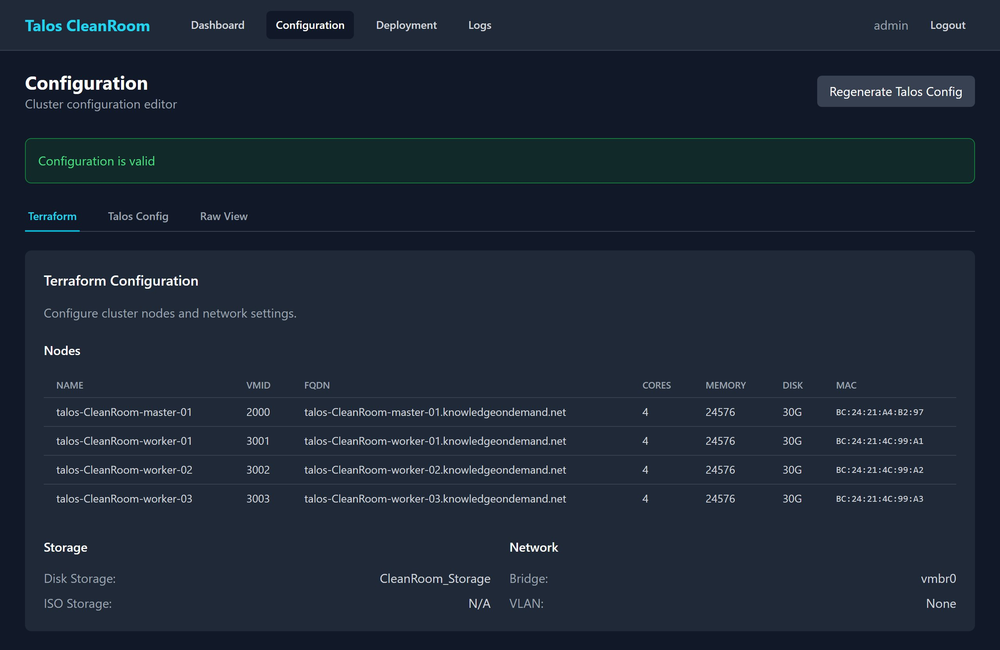 Talos CleanRoom Dashboard Configuration Deployment Logs admin Logout
Configuration
Cluster configuration editor
Regenerate Talos Config
Configuration is valid
Terraform Talos Config Raw View
Terraform Configuration
Configure cluster nodes and network settings.
Nodes
NAME VMID FQDN CORES MEMORY DISK MAC
talos-CleanRoom-master-01 2000 talos-CleanRoom-master-01.knowledgeondemand.net 4 24576 30G BC:24:21:A4:B2:97
talos-CleanRoom-worker-01 3001 talos-CleanRoom-worker-01.knowledgeondemand.net 4 24576 30G BC:24:21:4C:99:A1
talos-CleanRoom-worker-02 3002 talos-CleanRoom-worker-02.knowledgeondemand.net 4 24576 30G BC:24:21:4C:99:A2
talos-CleanRoom-worker-03 3003 talos-CleanRoom-worker-03.knowledgeondemand.net 4 24576 30G BC:24:21:4C:99:A3
Storage
Disk Storage: CleanRoom_Storage
ISO Storage: N/A
Network
Bridge: vmbr0
VLAN: None